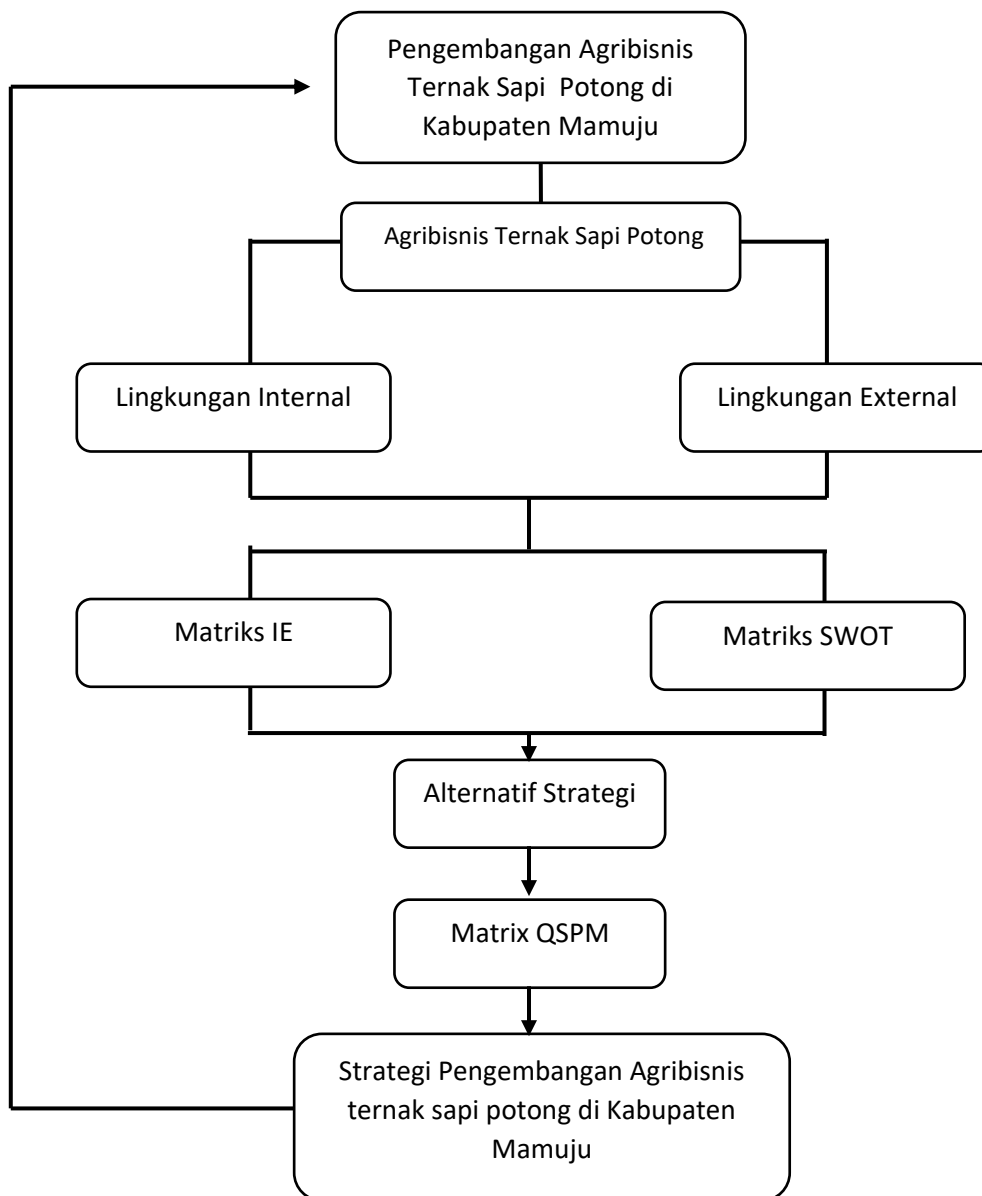 Pengembangan Agribisnis
Ternak Sapi Potong di
Kabupaten Mamuju
Agribisnis Ternak Sapi Potong
Lingkungan Internal
Lingkungan External
Matriks IE
Matriks SWOT
Alternatif Strategi
Matrix QSPM
Strategi Pengembangan Agribisnis
ternak sapi potong di Kabupaten
Mamuju